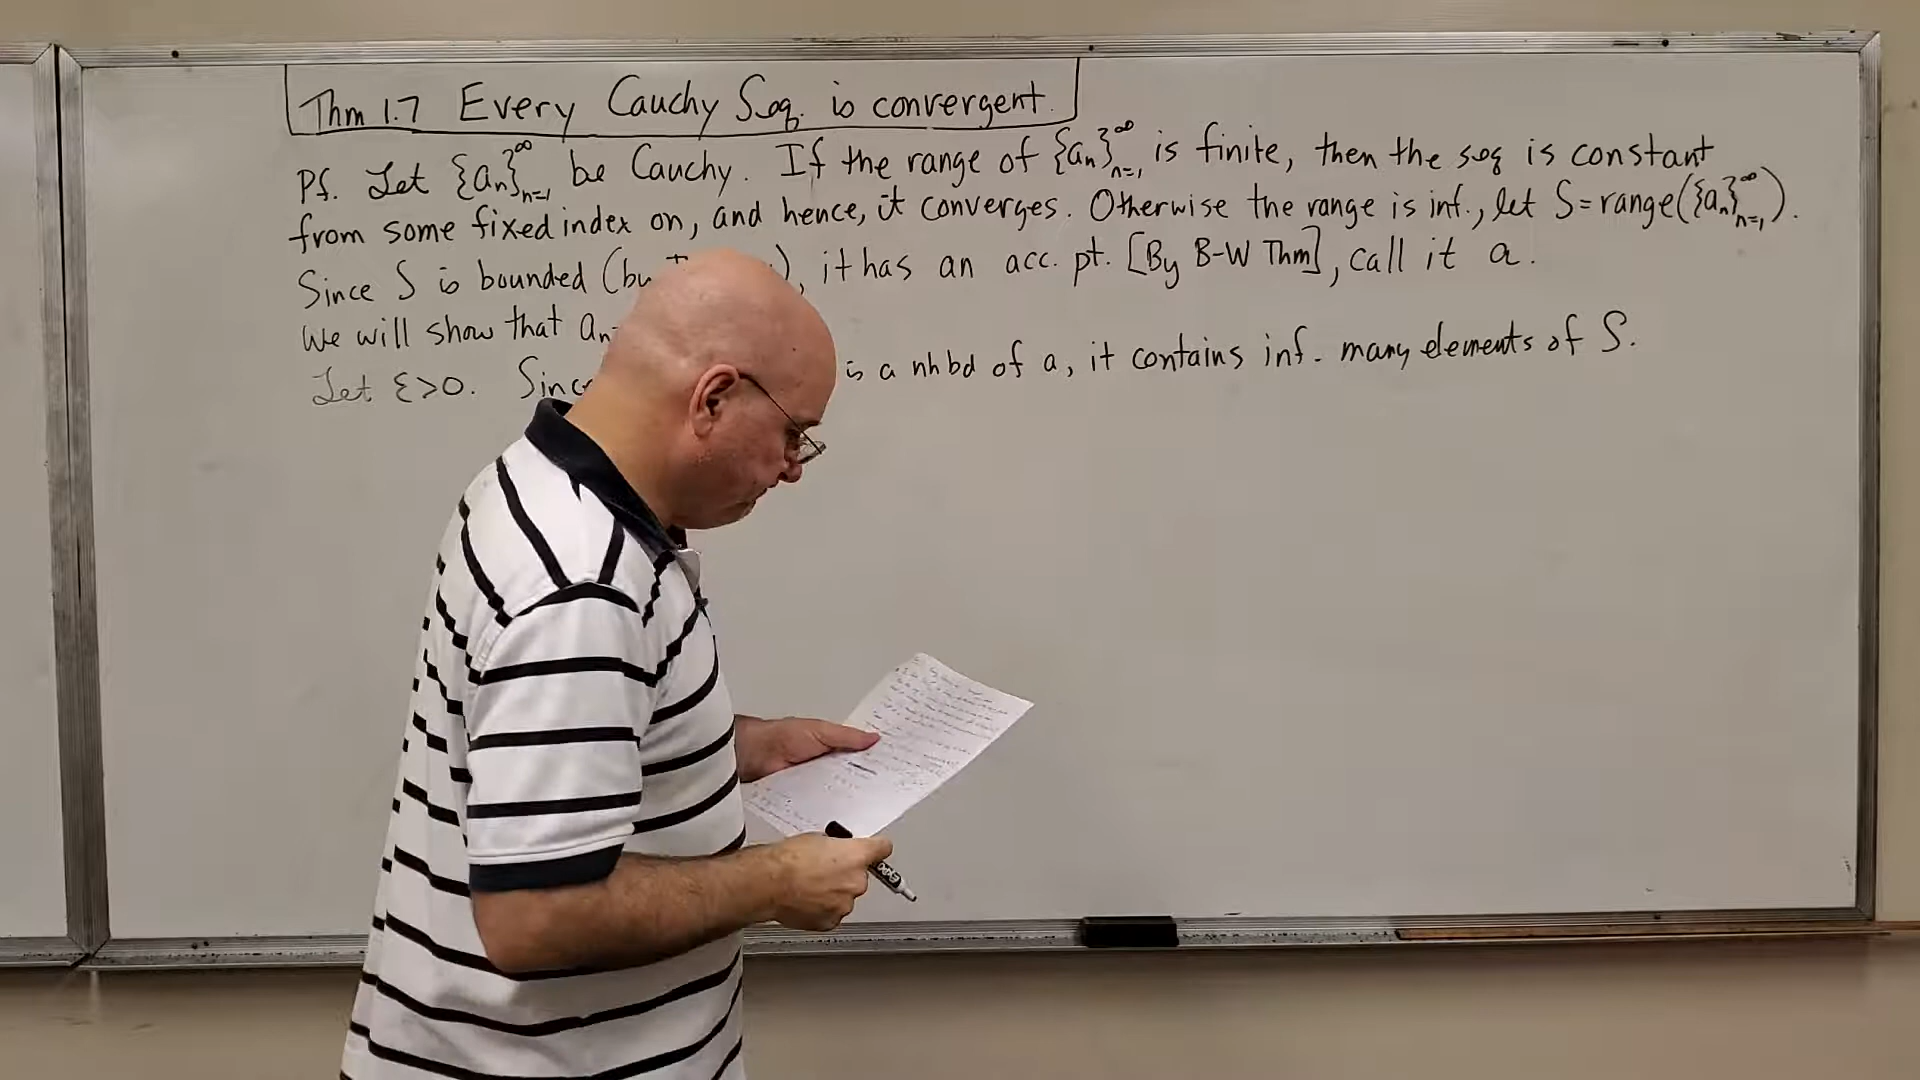 Thm 1.7 Every Cauchy Seq. is convergent.
Pf. Let {aₙ}ₙ₌₁^∞ be Cauchy. If the range of {aₙ}ₙ₌₁^∞ is finite, then the seq is constant
from some fixed index on, and hence, it converges. Otherwise the range is inf., let S = range({aₙ}ₙ₌₁^∞).
Since S is bounded (by ), it has an acc. pt. [By B-W Thm], call it a.
We will show that aₙ
Let ε>0. Since is a nhbd of a, it contains inf. many elements of S.